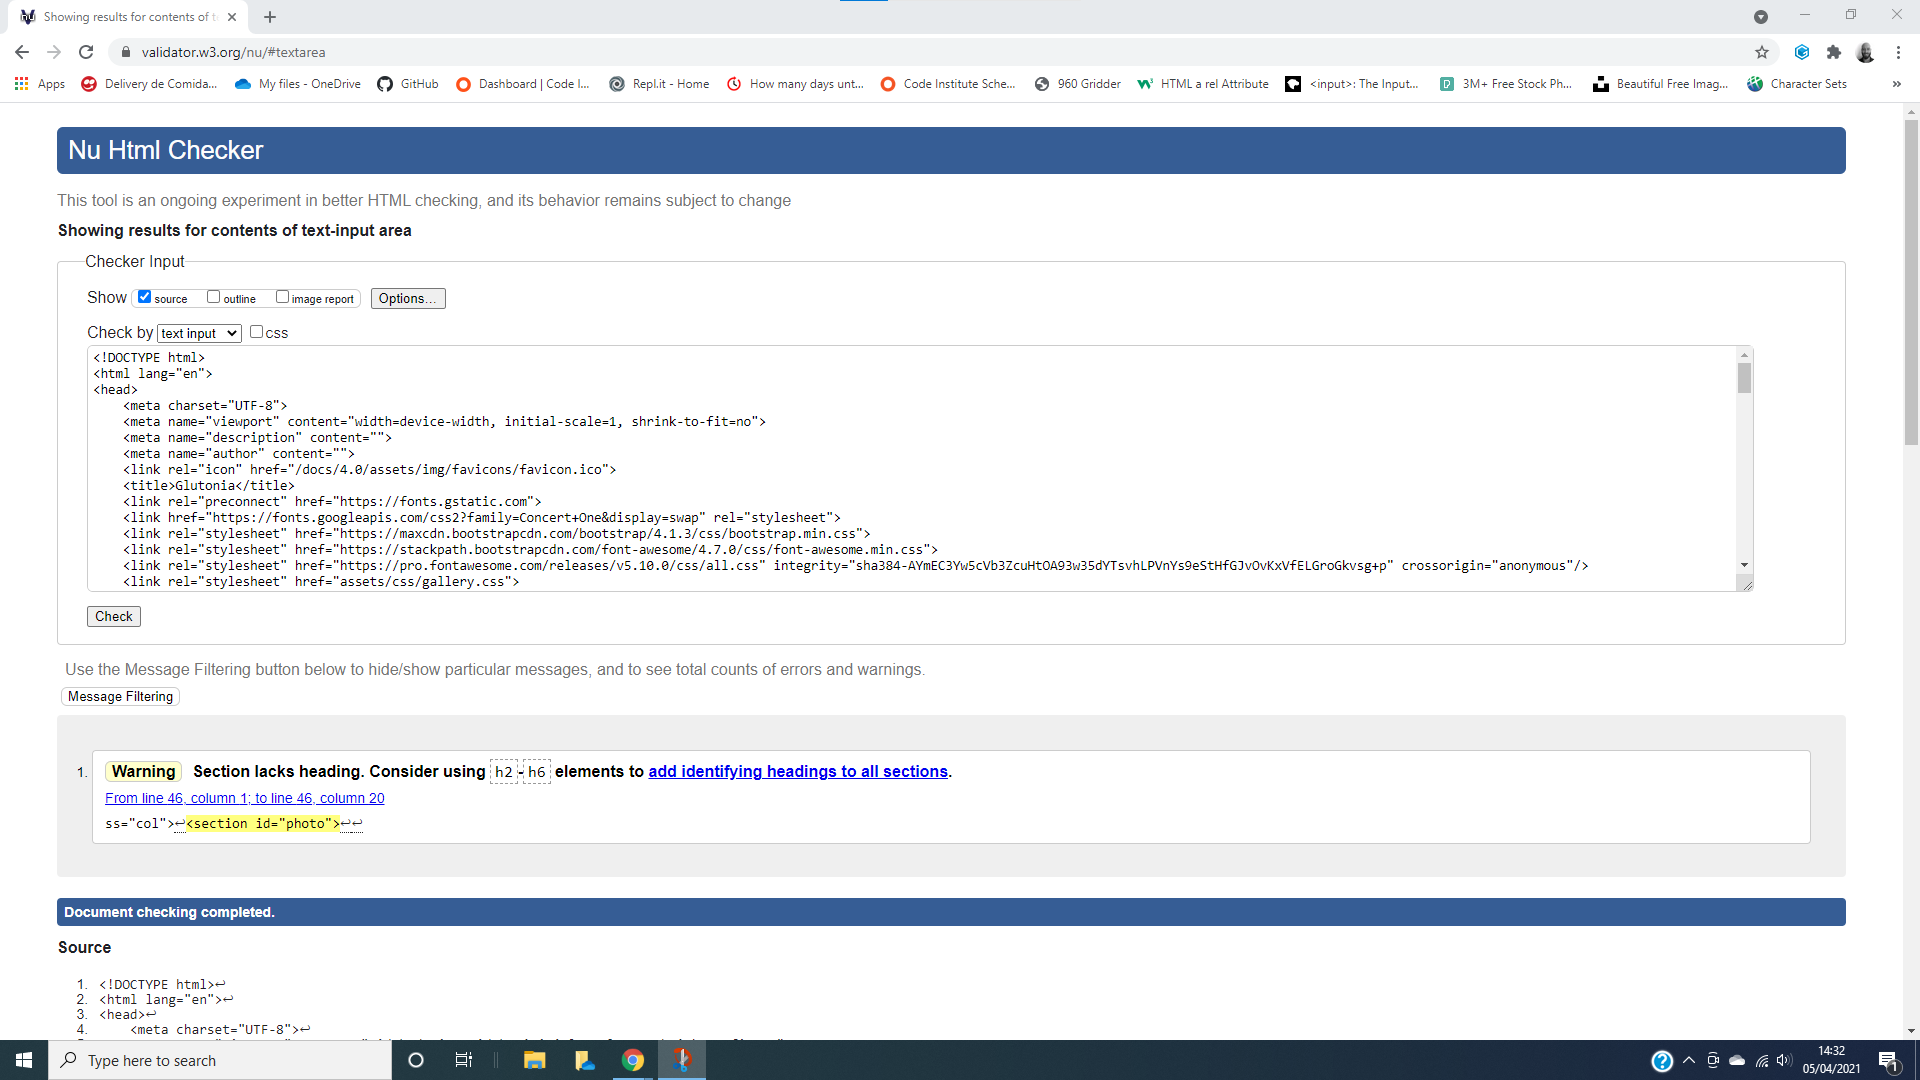 Showing results for contents of t
validator.w3.org/nu/#textarea
Apps Delivery de Comida... My files - OneDrive GitHub Dashboard | Code I... Repl.it - Home How many days unt... Code Institute Sche... 960 Gridder HTML a rel Attribute <input>: The Input... 3M+ Free Stock Ph... Beautiful Free Imag... Character Sets »
Nu Html Checker
This tool is an ongoing experiment in better HTML checking, and its behavior remains subject to change
Showing results for contents of text-input area
Checker Input
Show source outline image report Options...
Check by text input css
<!DOCTYPE html>
<html lang="en">
<head>
<meta charset="UTF-8">
<meta name="viewport" content="width=device-width, initial-scale=1, shrink-to-fit=no">
<meta name="description" content="">
<meta name="author" content="">
<link rel="icon" href="/docs/4.0/assets/img/favicons/favicon.ico">
<title>Glutonia</title>
<link rel="preconnect" href="https://fonts.gstatic.com">
<link href="https://fonts.googleapis.com/css2?family=Concert+One&display=swap" rel="stylesheet">
<link rel="stylesheet" href="https://maxcdn.bootstrapcdn.com/bootstrap/4.1.3/css/bootstrap.min.css">
<link rel="stylesheet" href="https://stackpath.bootstrapcdn.com/font-awesome/4.7.0/css/font-awesome.min.css">
<link rel="stylesheet" href="https://pro.fontawesome.com/releases/v5.10.0/css/all.css" integrity="sha384-AYmEC3Yw5cVb3ZcuHtOA93w35dYTsvhLPVnYs9eStHfGJvOvKxVfELGroGkvsg+p" crossorigin="anonymous"/>
<link rel="stylesheet" href="assets/css/gallery.css">
Check
Use the Message Filtering button below to hide/show particular messages, and to see total counts of errors and warnings.
Message Filtering
1. Warning Section lacks heading. Consider using h2-h6 elements to add identifying headings to all sections.
From line 46, column 1; to line 46, column 20
ss="col">↩<section id="photo">↩↩
Document checking completed.
Source
1. <!DOCTYPE html>↩
2. <html lang="en">↩
3. <head>↩
4. <meta charset="UTF-8">↩
Type here to search
14:32
05/04/2021
1